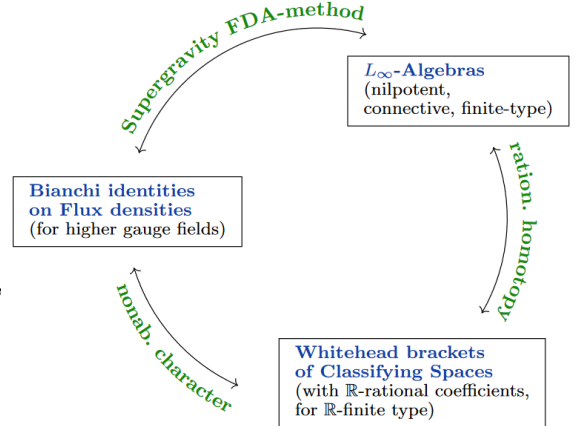 Supergravity FDA-method
L∞-Algebras
(nilpotent,
connective, finite-type)
ration. homotopy
Bianchi identities
on Flux densities
(for higher gauge fields)
nonab. character
Whitehead brackets
of Classifying Spaces
(with ℝ-rational coefficients,
for ℝ-finite type)